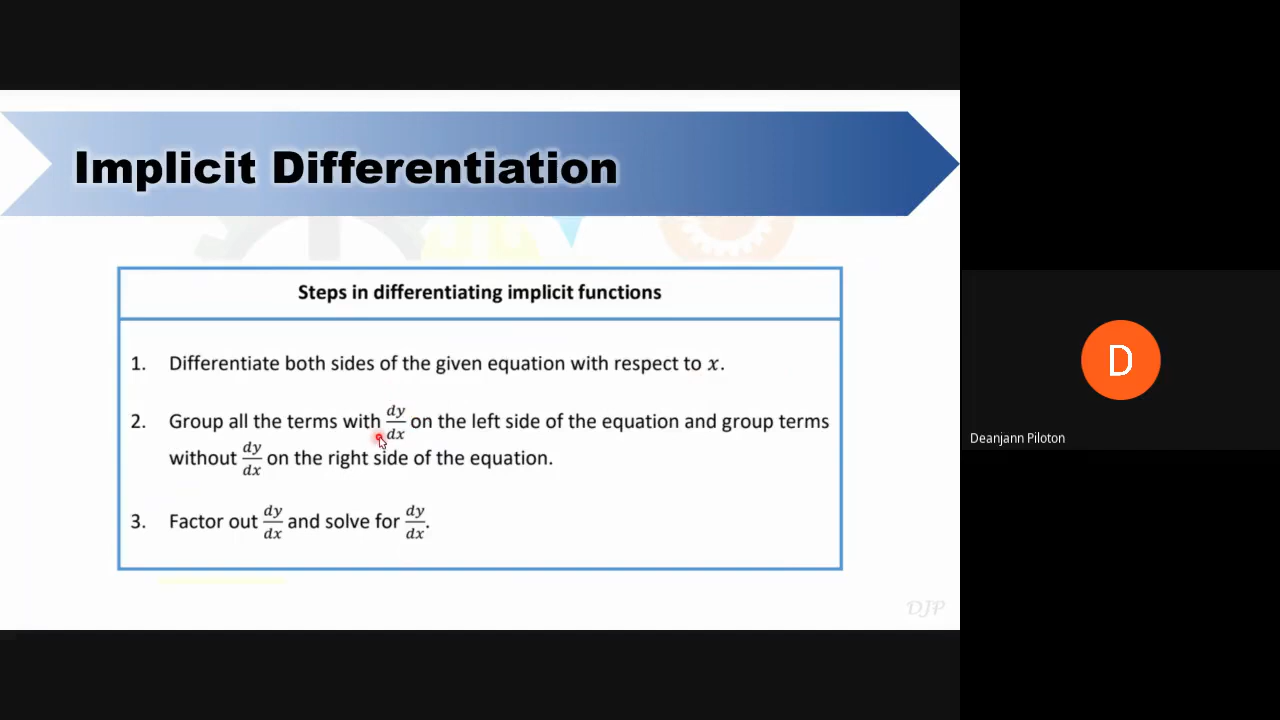 Implicit Differentiation
Steps in differentiating implicit functions
1. Differentiate both sides of the given equation with respect to x.
2. Group all the terms with dy/dx on the left side of the equation and group terms
without dy/dx on the right side of the equation.
3. Factor out dy/dx and solve for dy/dx.
DJP
D
Deanjann Piloton